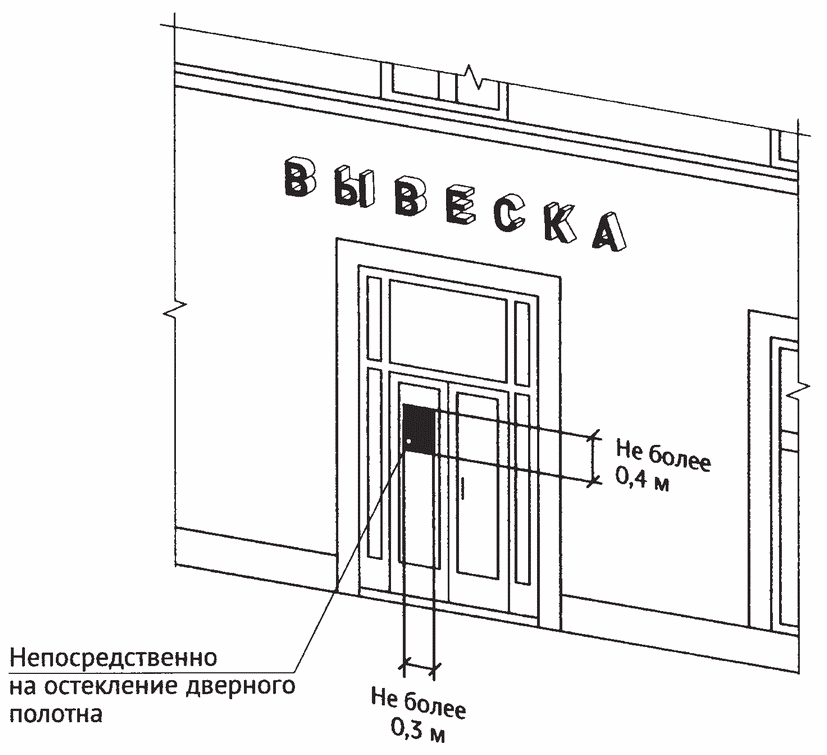 ВЫВЕСКА
Не более
0,4 м
Непосредственно
на остекление дверного
полотна
Не более
0,3 м